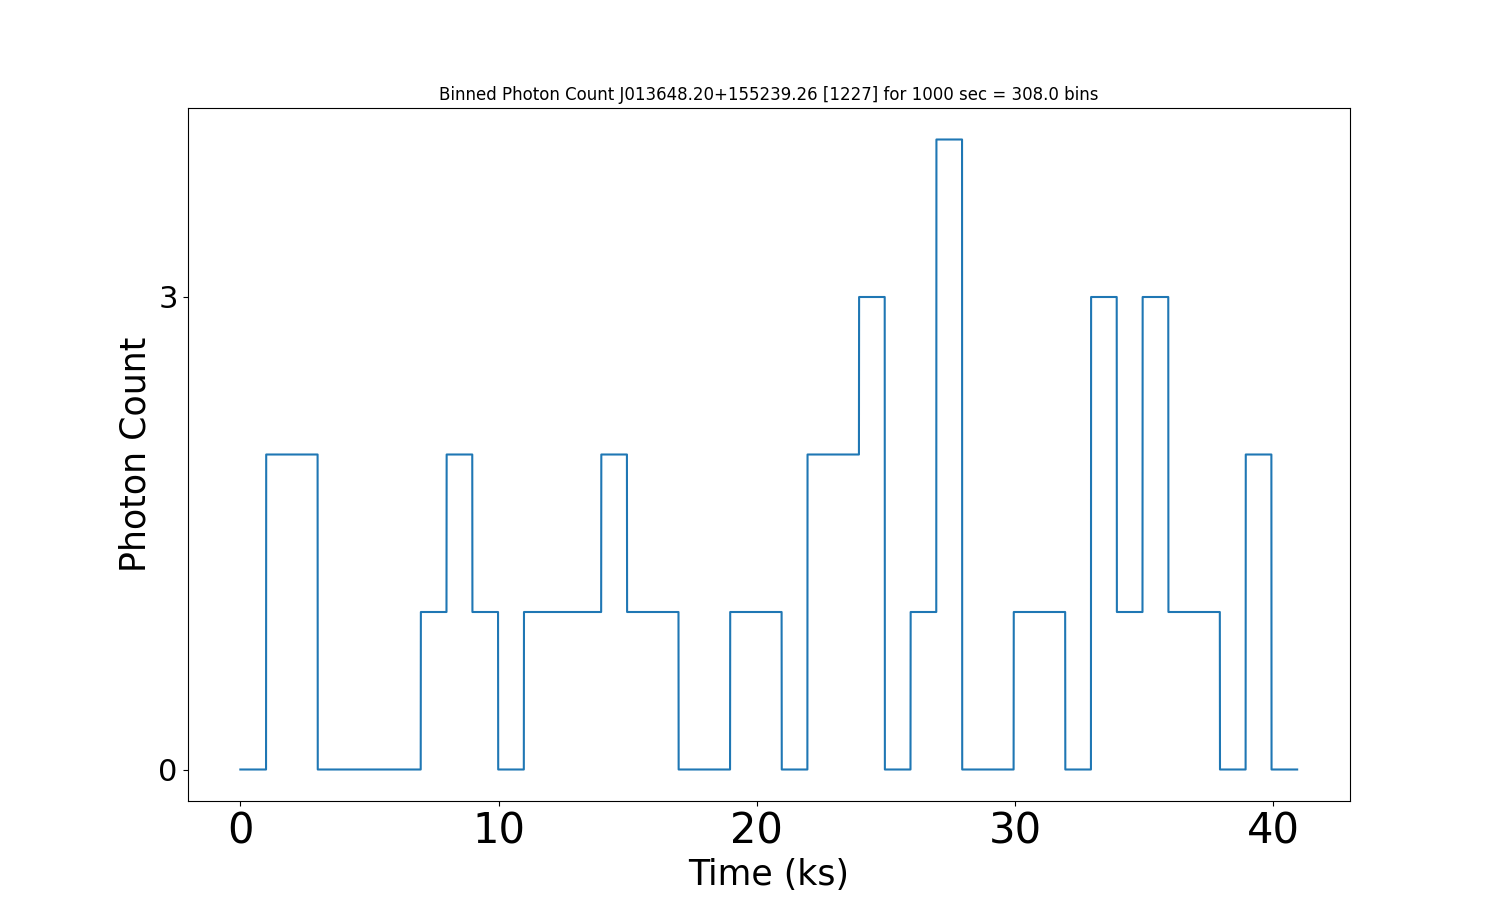 Binned Photon Count J013648.20+155239.26 [1227] for 1000 sec = 308.0 bins
Photon Count
3
0
0 10 20 30 40
Time (ks)